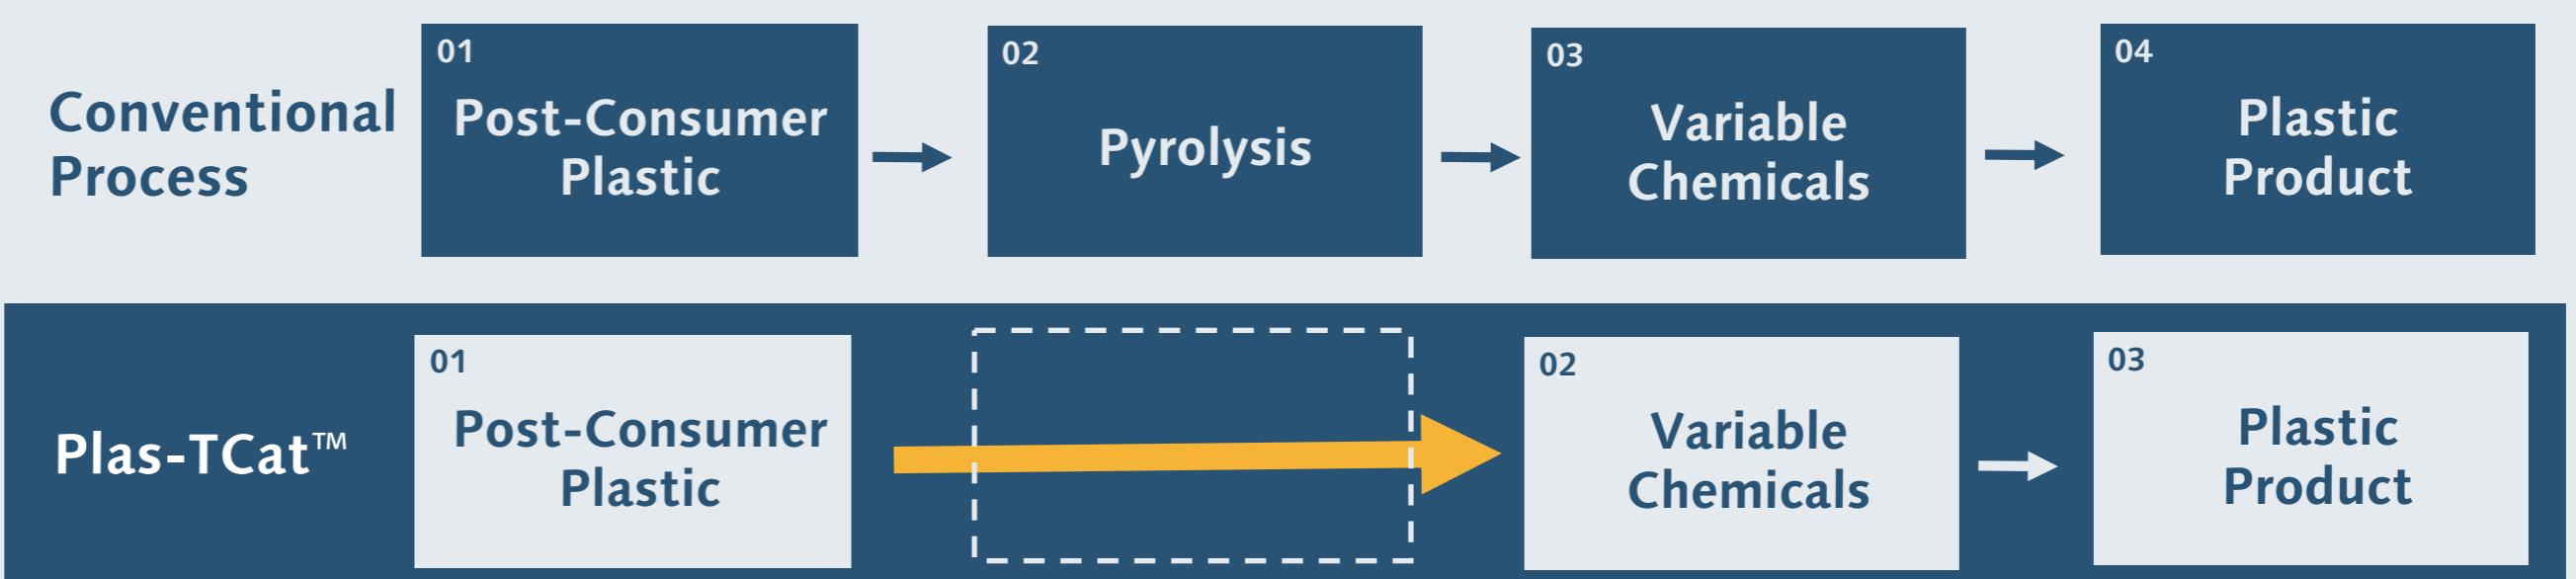 Conventional
Process
01
Post-Consumer
Plastic
02
Pyrolysis
03
Variable
Chemicals
04
Plastic
Product
Plas-TCat™
01
Post-Consumer
Plastic
02
Variable
Chemicals
03
Plastic
Product